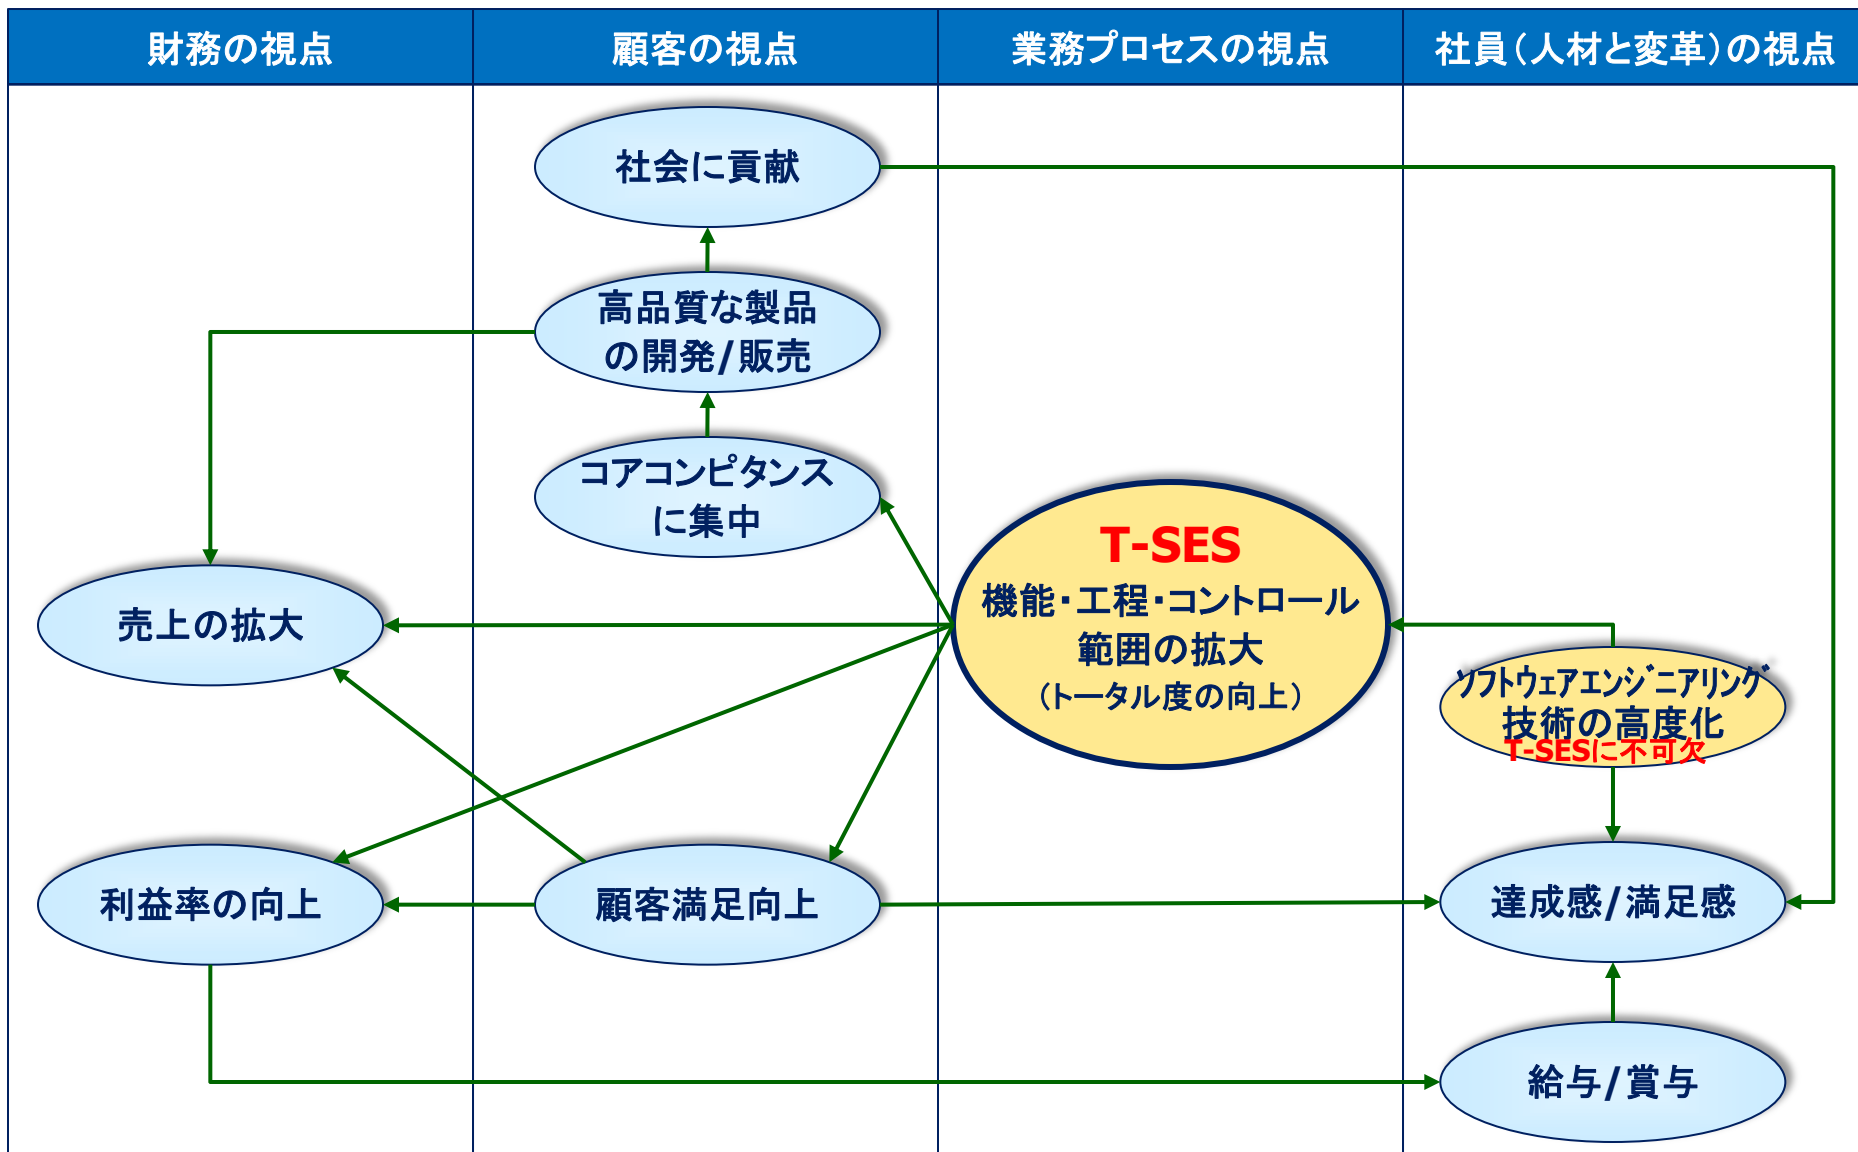 財務の視点
顧客の視点
業務プロセスの視点
社員（人材と変革）の視点
社会に貢献
高品質な製品
の開発/販売
コアコンピタンス
に集中
T-SES
機能・工程・コントロール
範囲の拡大
（トータル度の向上）
売上の拡大
ｿﾌﾄｳｪｱｴﾝｼﾞﾆｱﾘﾝｸﾞ
技術の高度化
T-SESに不可欠
利益率の向上
顧客満足向上
達成感/満足感
給与/賞与